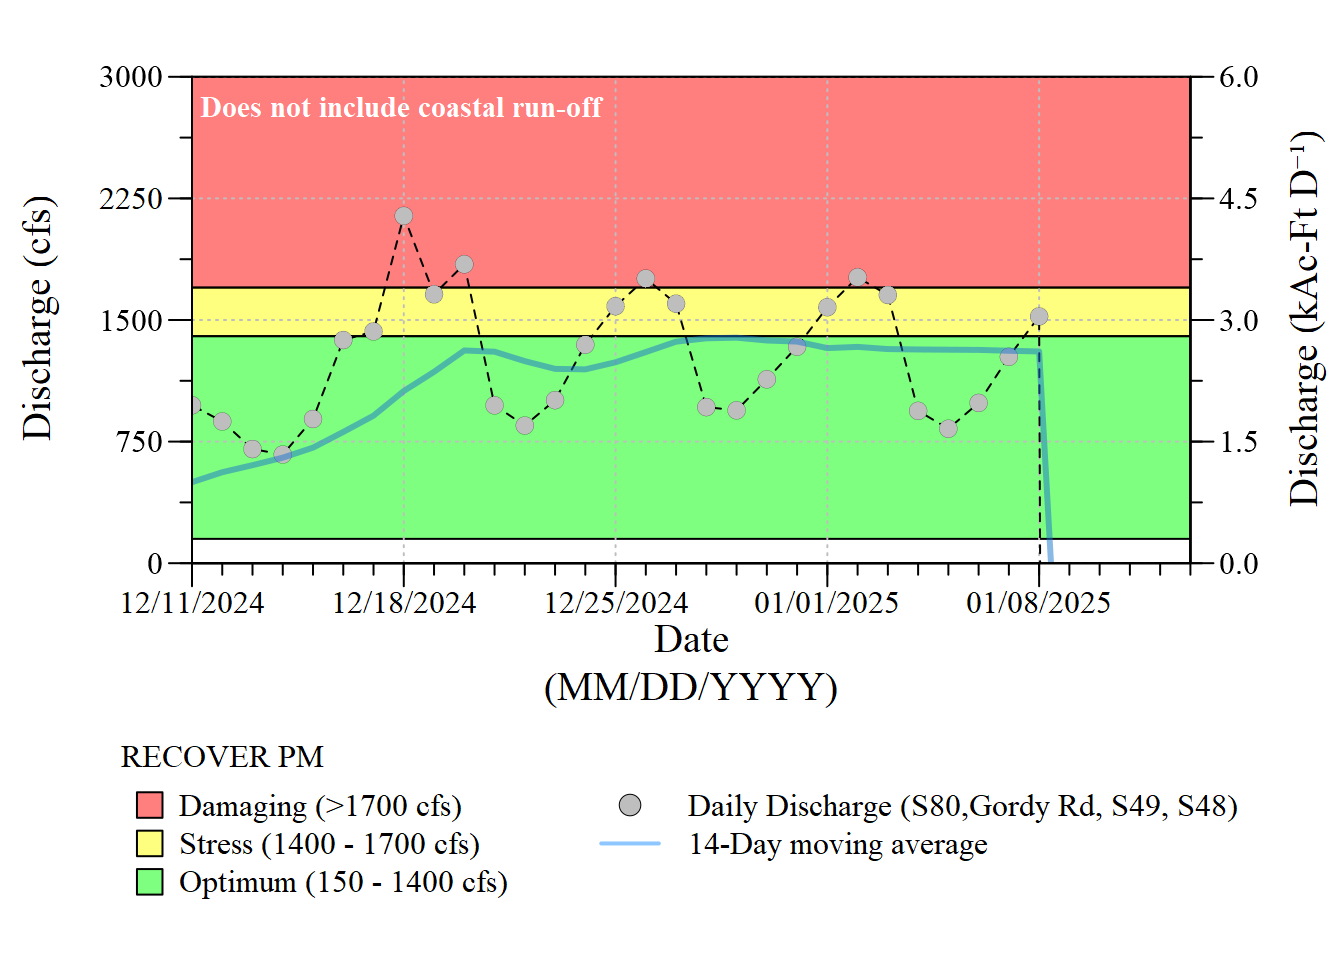 Does not include coastal run-off
3000
2250
1500
750
0
Discharge (cfs)
6.0
4.5
3.0
1.5
0.0
Discharge (kAc-Ft D⁻¹)
12/11/2024 12/18/2024 12/25/2024 01/01/2025 01/08/2025
Date
(MM/DD/YYYY)
RECOVER PM
Damaging (>1700 cfs)
Stress (1400 - 1700 cfs)
Optimum (150 - 1400 cfs)
Daily Discharge (S80,Gordy Rd, S49, S48)
14-Day moving average